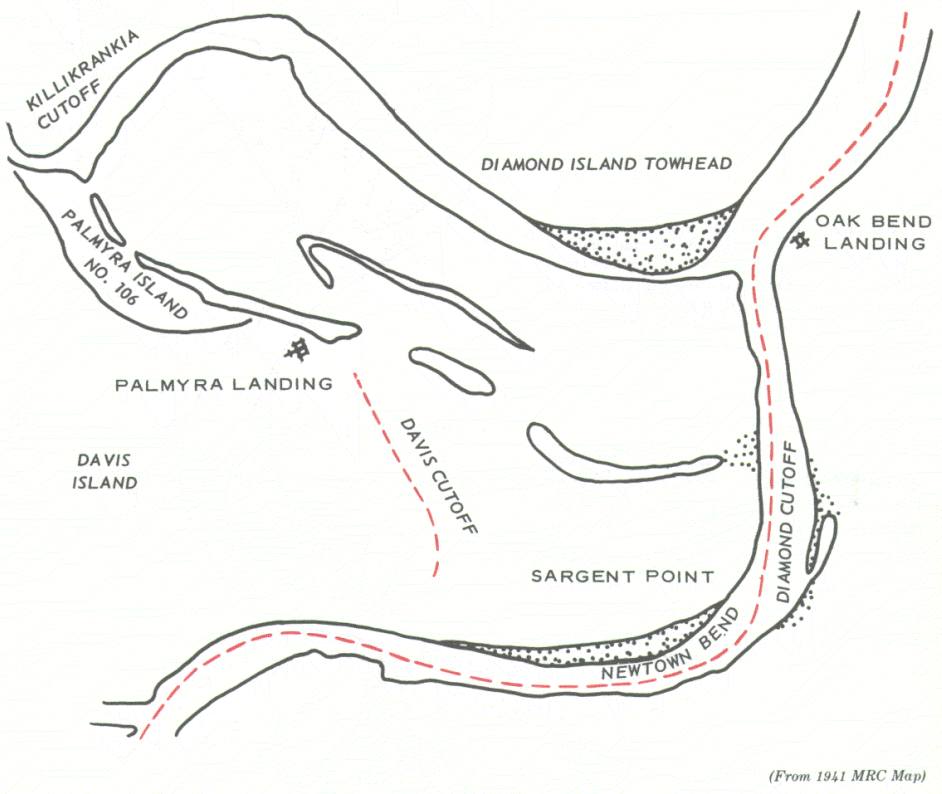 KILLIKRANKIA
CUTOFF
DIAMOND ISLAND TOWHEAD
OAK BEND
LANDING
PALMYRA ISLAND
NO. 106
PALMYRA LANDING
DAVIS CUTOFF
DAVIS
ISLAND
DIAMOND CUTOFF
SARGENT POINT
NEWTOWN BEND
(From 1941 MRC Map)